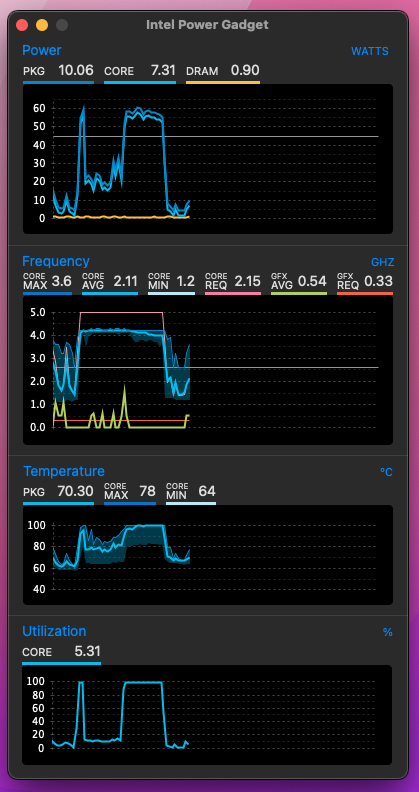 Intel Power Gadget
Power WATTS
PKG 10.06 CORE 7.31 DRAM 0.90
60
50
40
30
20
10
0
Frequency GHZ
CORE MAX 3.6 CORE AVG 2.11 CORE MIN 1.2 CORE REQ 2.15 GFX AVG 0.54 GFX REQ 0.33
5.0
4.0
3.0
2.0
1.0
0.0
Temperature °C
PKG 70.30 CORE MAX 78 CORE MIN 64
100
80
60
40
Utilization %
CORE 5.31
100
80
60
40
20
0